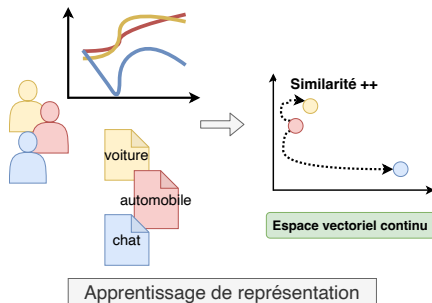 Similarité ++
voiture
automobile
chat
Espace vectoriel continu
Apprentissage de représentation